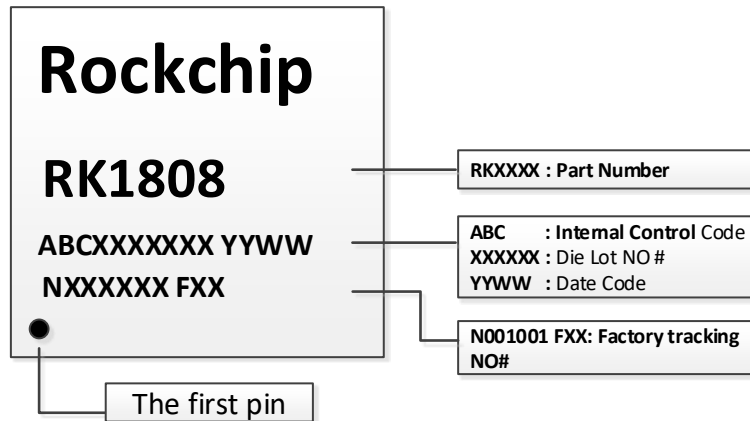 Rockchip
RK1808
ABCXXXXXXX YYWW
NXXXXXX FXX
RKXXXX : Part Number
ABC : Internal Control Code
XXXXXX : Die Lot NO #
YYWW : Date Code
N001001 FXX: Factory tracking
NO#
The first pin